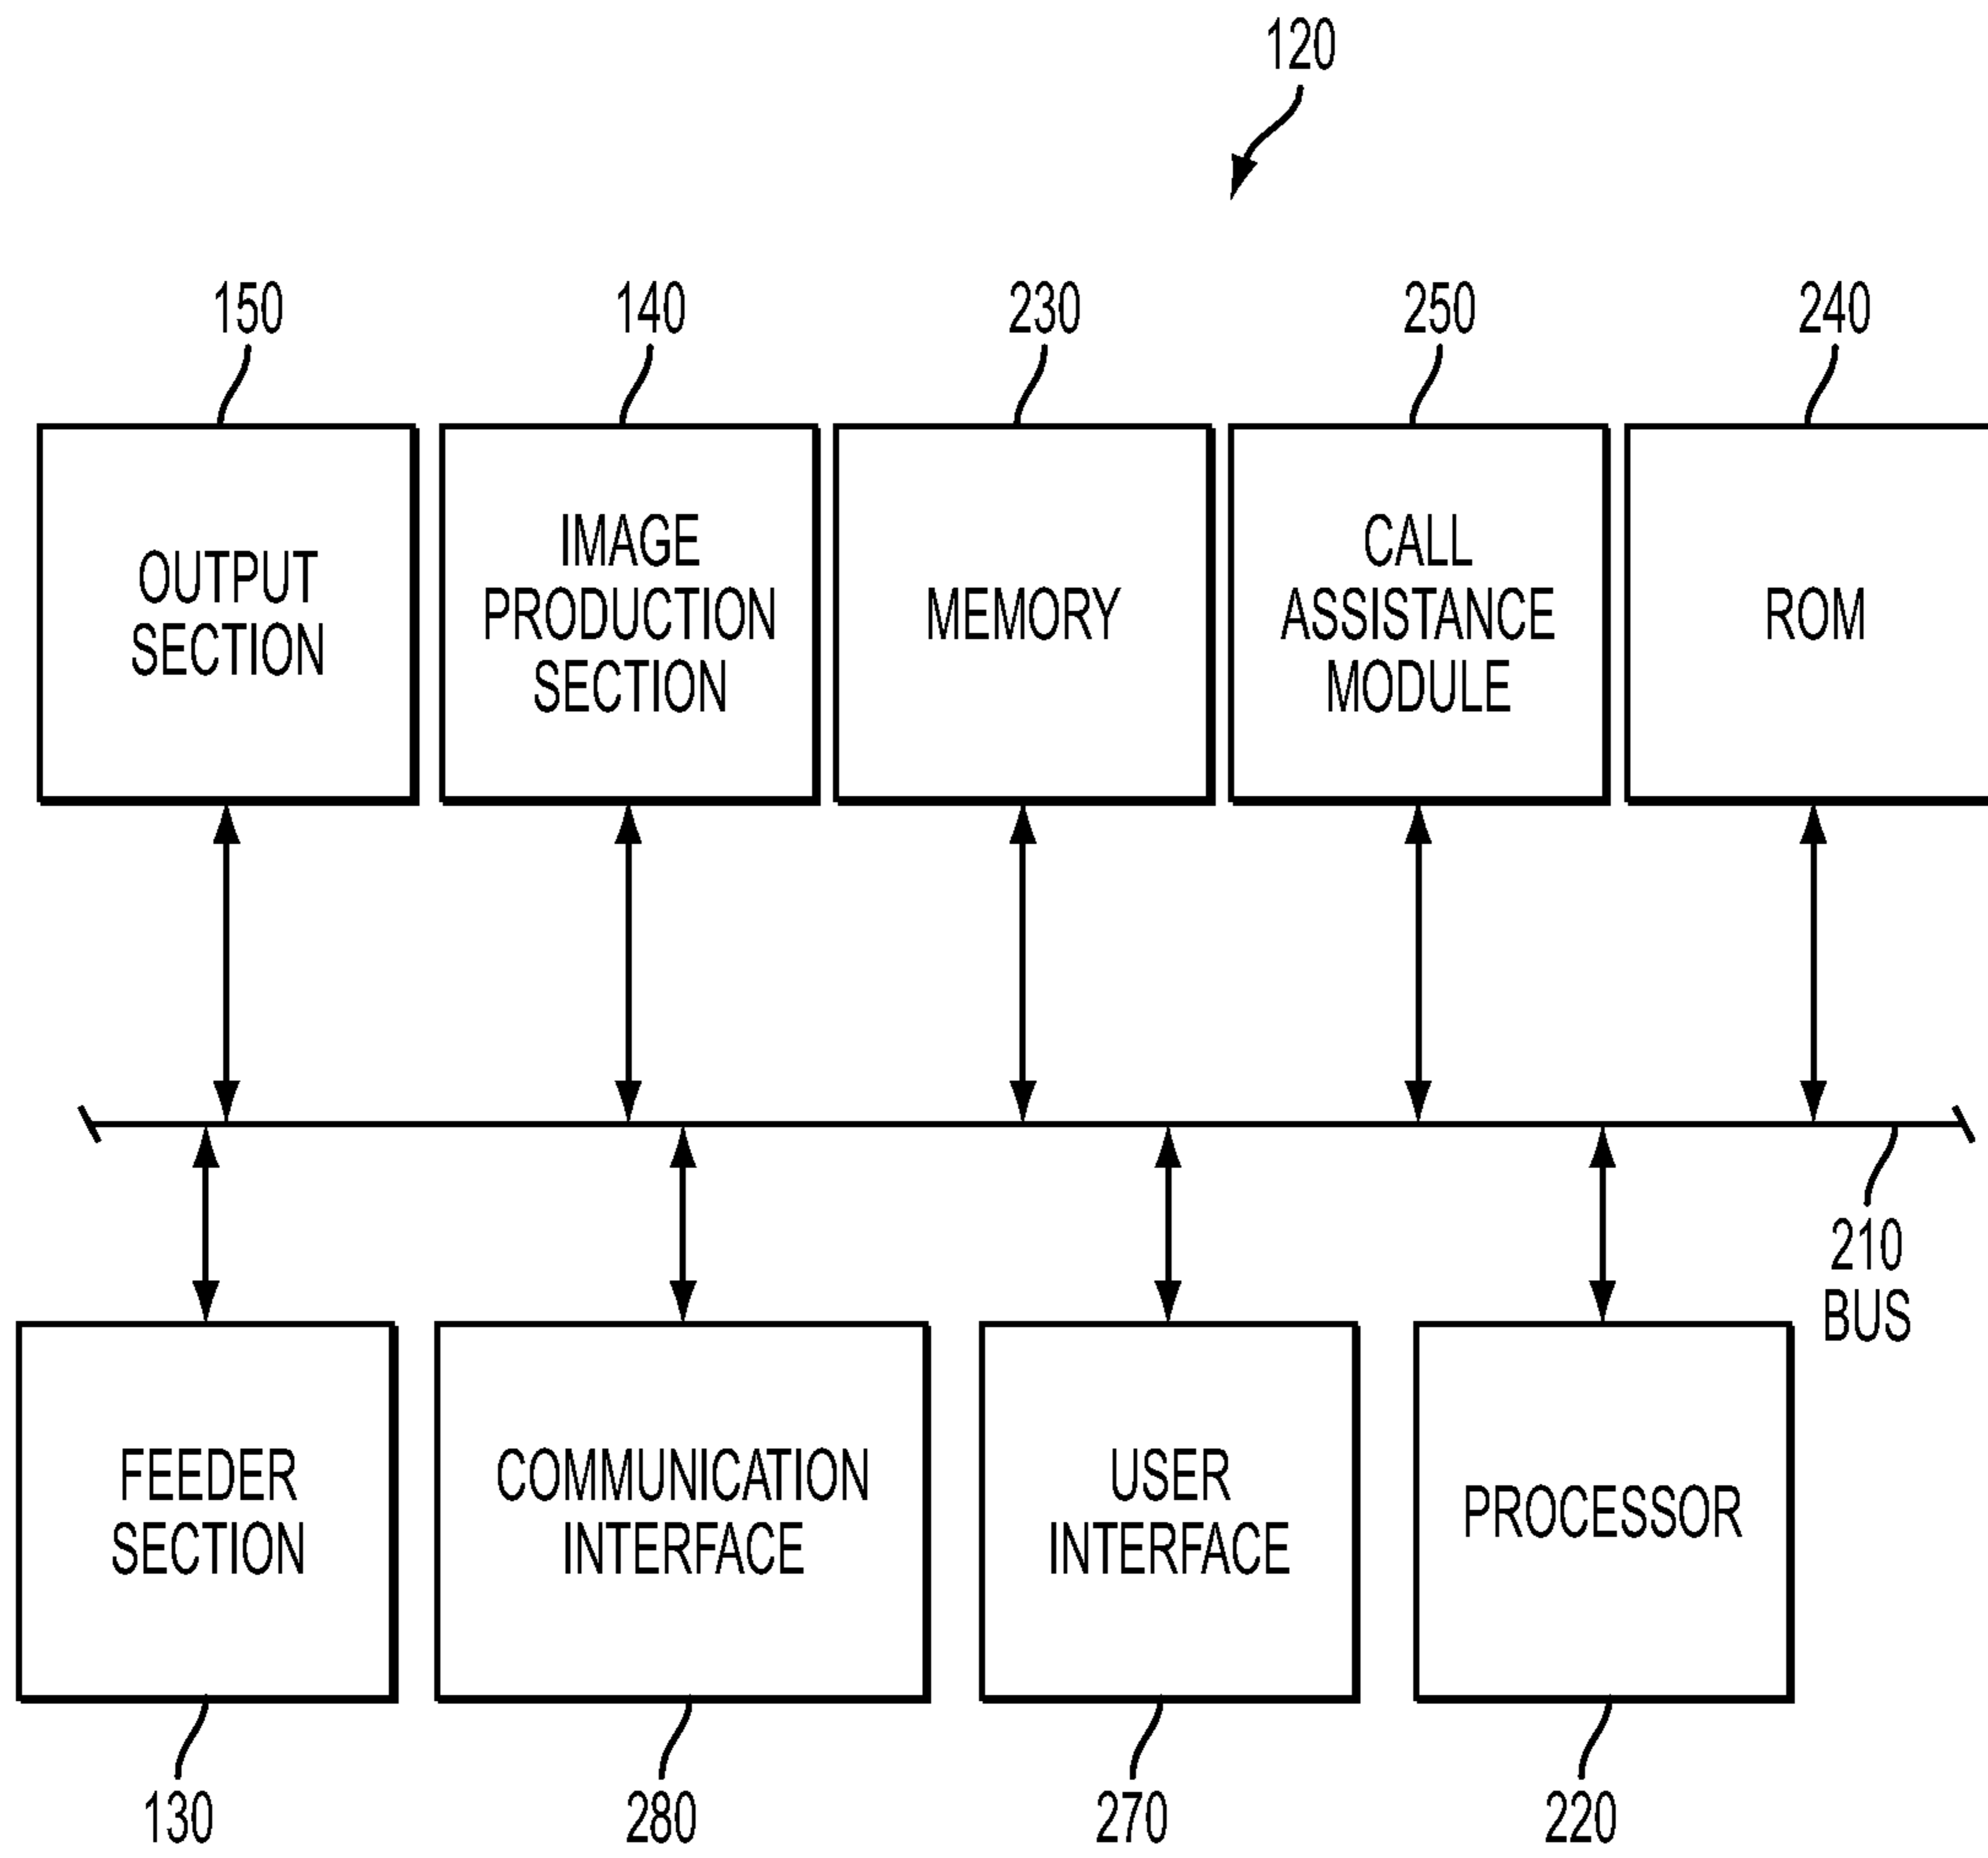 120
150
140
230
250
240
OUTPUT
SECTION
IMAGE
PRODUCTION
SECTION
MEMORY
CALL
ASSISTANCE
MODULE
ROM
210
BUS
FEEDER
SECTION
COMMUNICATION
INTERFACE
USER
INTERFACE
PROCESSOR
130
280
270
220